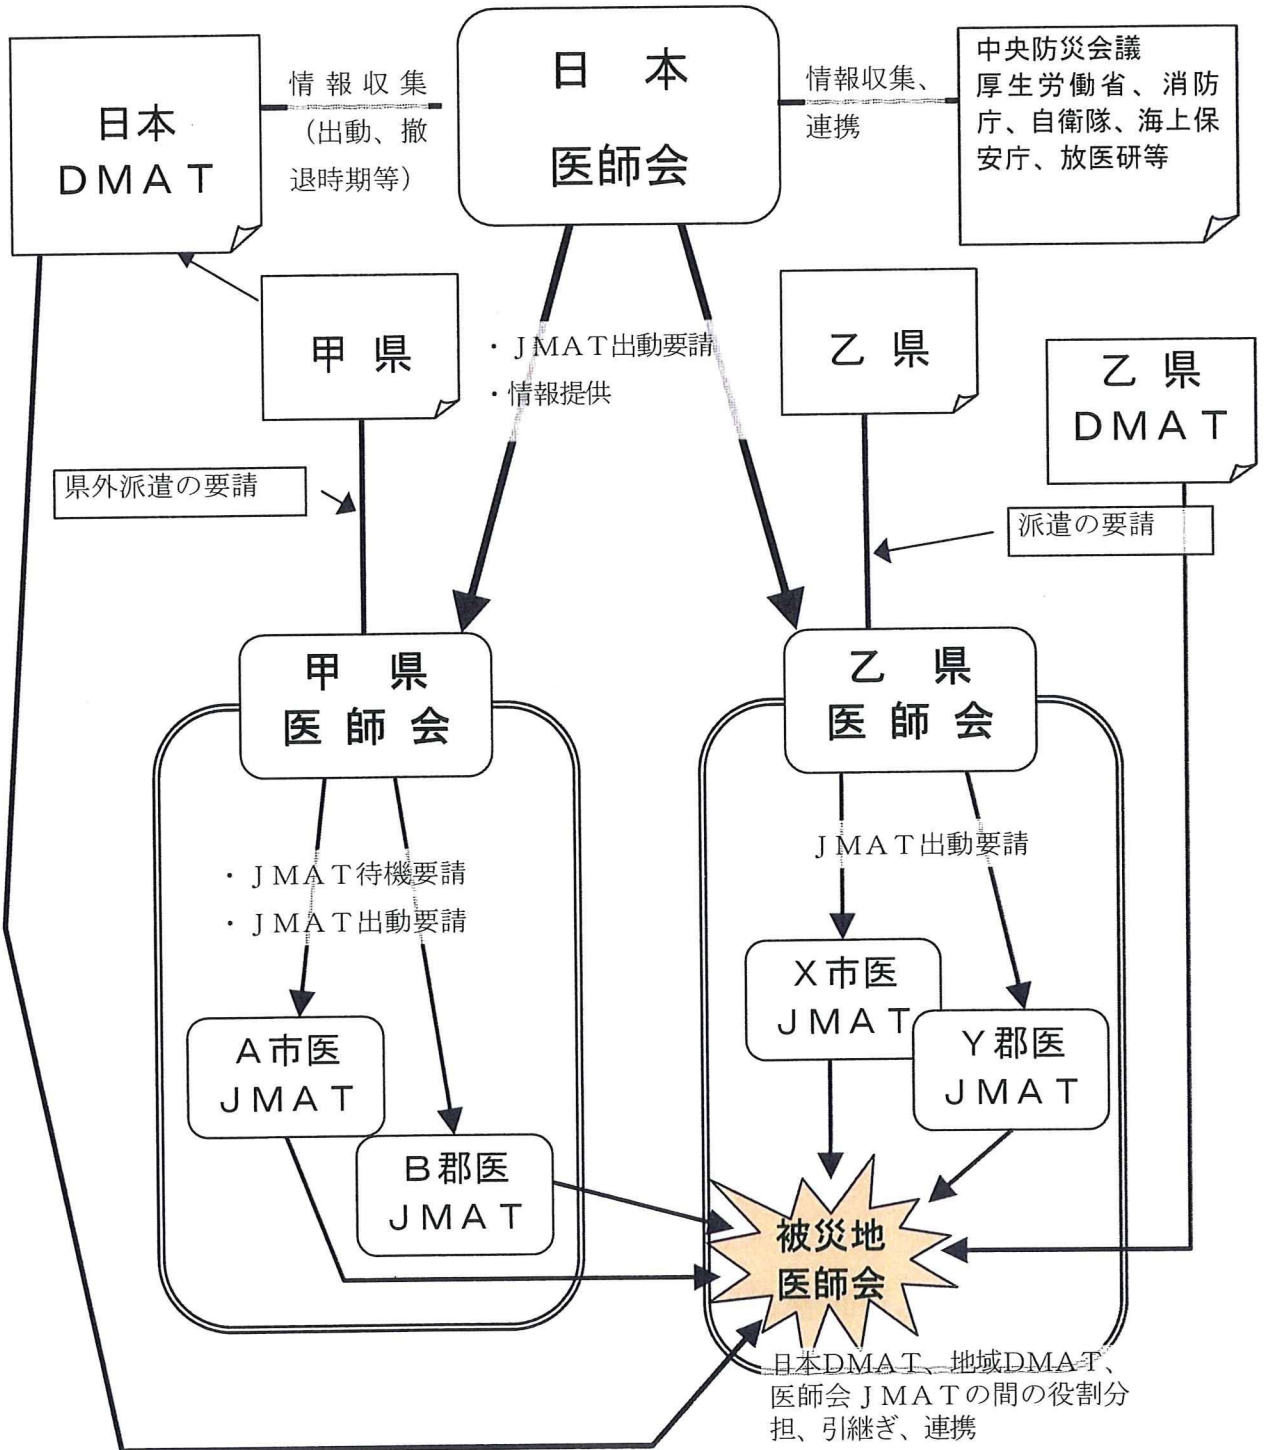 日本
DMAT
情報収集
（出動、撤
退時期等）
日本
医師会
情報収集、
連携
中央防災会議
厚生労働省、消防
庁、自衛隊、海上保
安庁、放医研等
甲県
・JMAT出動要請
・情報提供
乙県
乙県
DMAT
県外派遣の要請
派遣の要請
甲県
医師会
乙県
医師会
・JMAT待機要請
・JMAT出動要請
JMAT出動要請
A市医
JMAT
B郡医
JMAT
X市医
JMAT
Y郡医
JMAT
被災地
医師会
日本DMAT、地域DMAT、
医師会JMATの間の役割分
担、引継ぎ、連携